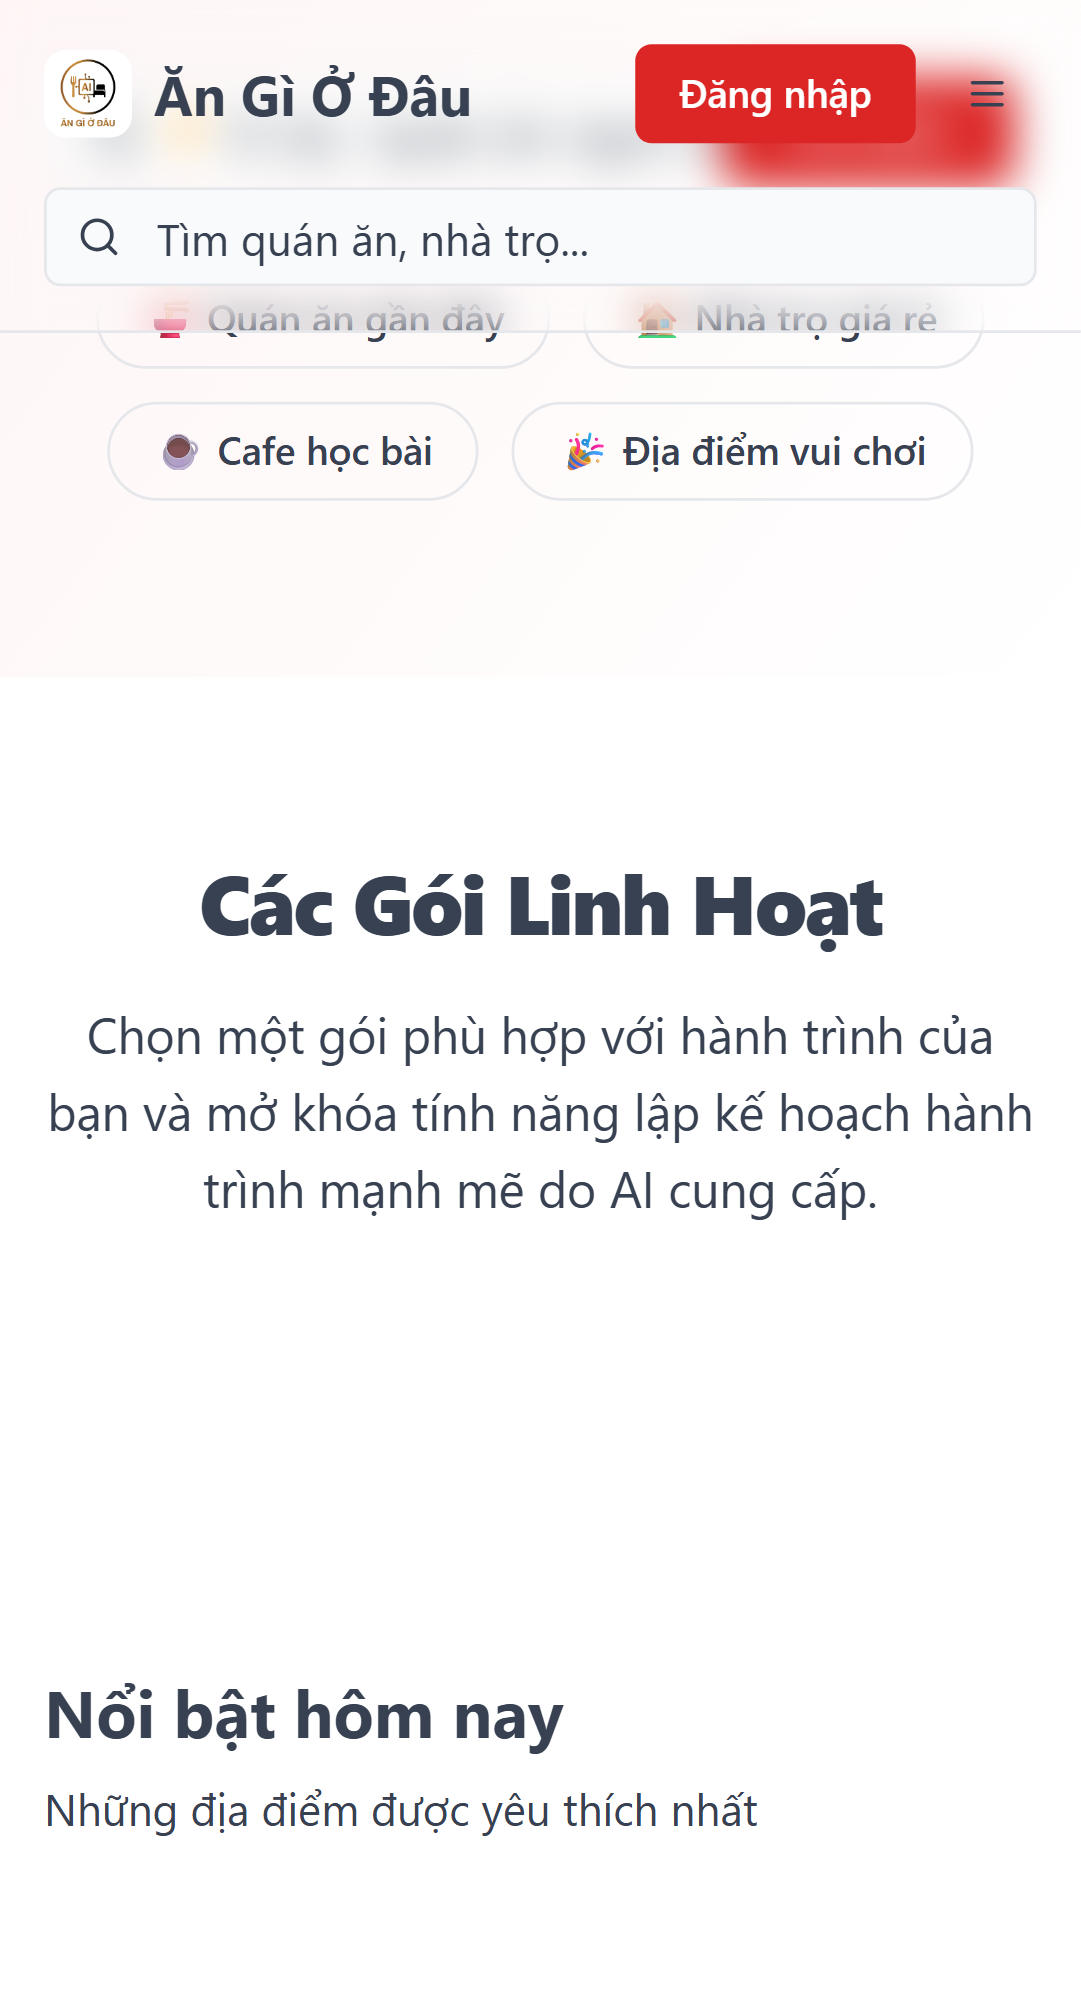 ĂN GÌ Ở ĐÂU
Ăn Gì Ở Đâu
Đăng nhập
Tìm quán ăn, nhà trọ...
Quán ăn gần đây
Nhà trọ giá rẻ
Cafe học bài
Địa điểm vui chơi
Các Gói Linh Hoạt
Chọn một gói phù hợp với hành trình của
bạn và mở khóa tính năng lập kế hoạch hành
trình mạnh mẽ do AI cung cấp.
Nổi bật hôm nay
Những địa điểm được yêu thích nhất